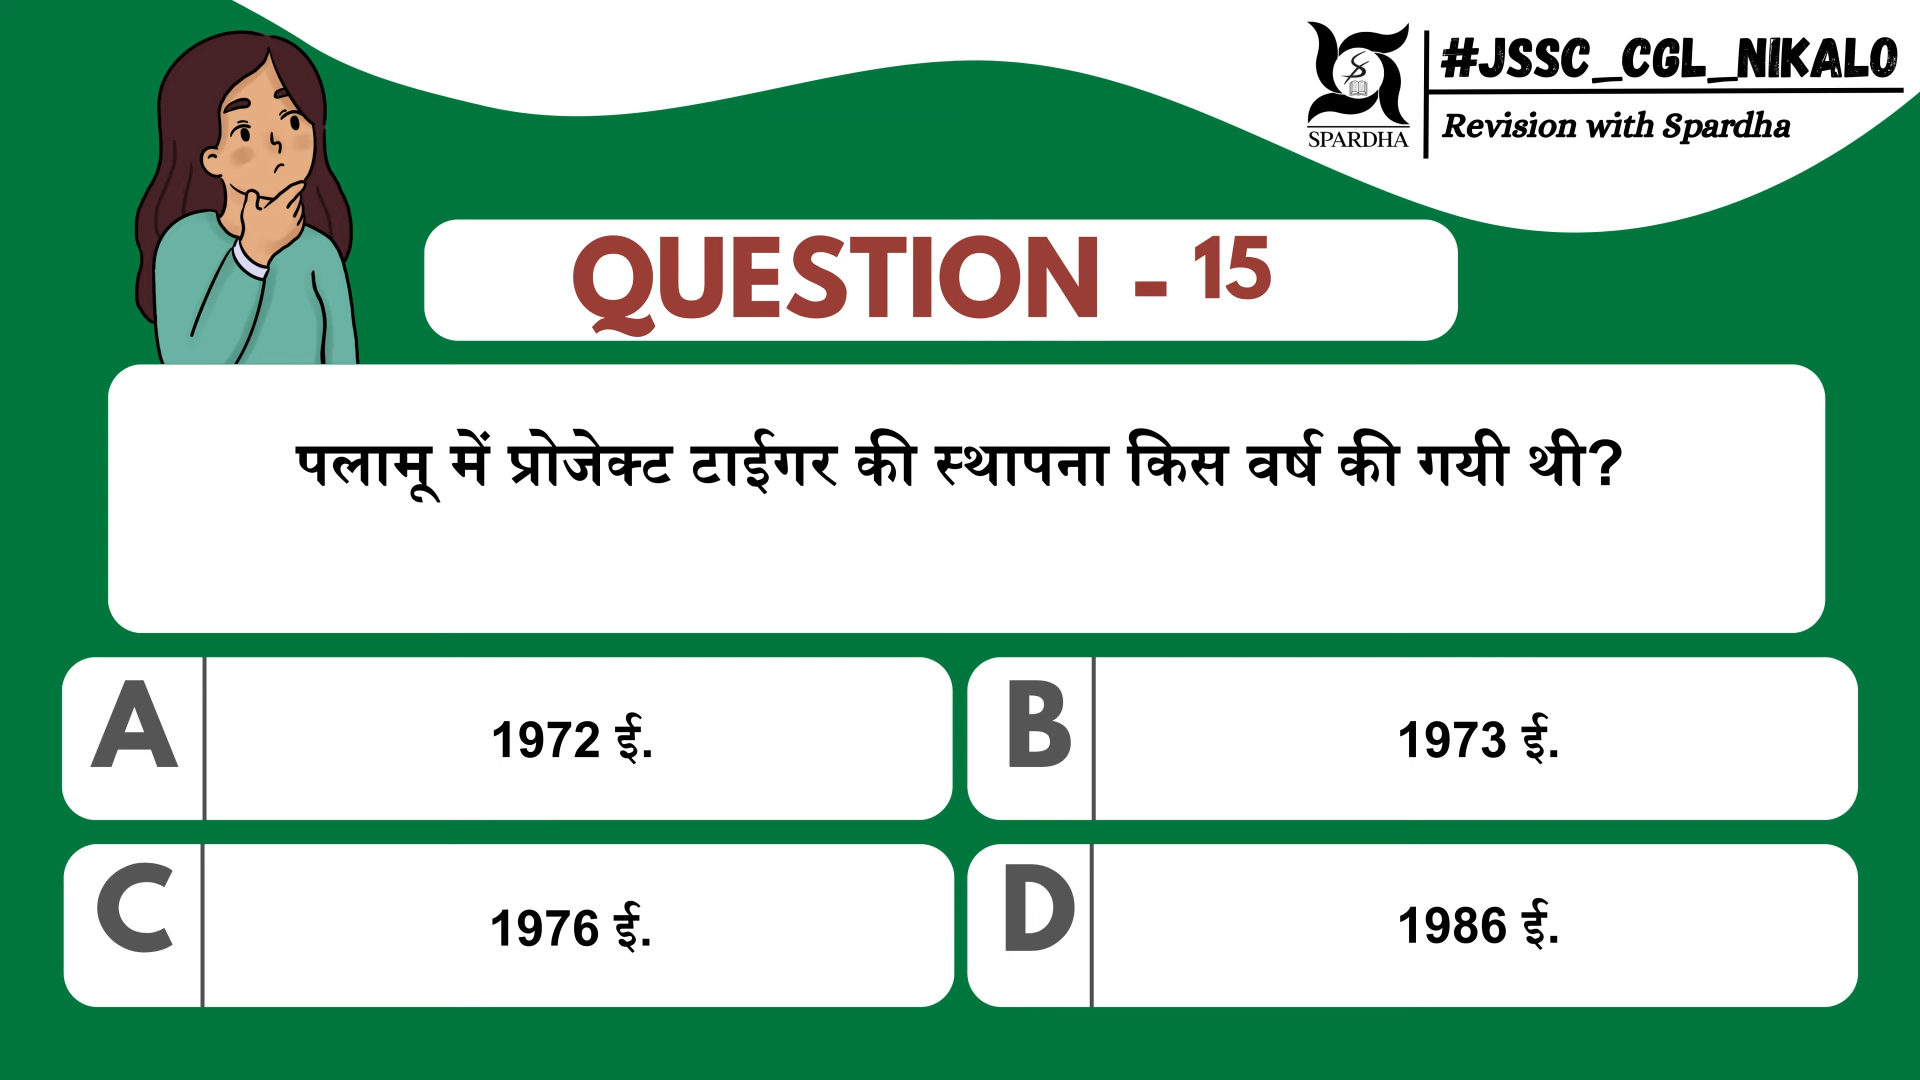 #JSSC_CGL_NIKALO
Revision with Spardha
SPARDHA
QUESTION - 15
पलामू में प्रोजेक्ट टाईगर की स्थापना किस वर्ष की गयी थी?
A
1972 ई.
B
1973 ई.
C
1976 ई.
D
1986 ई.